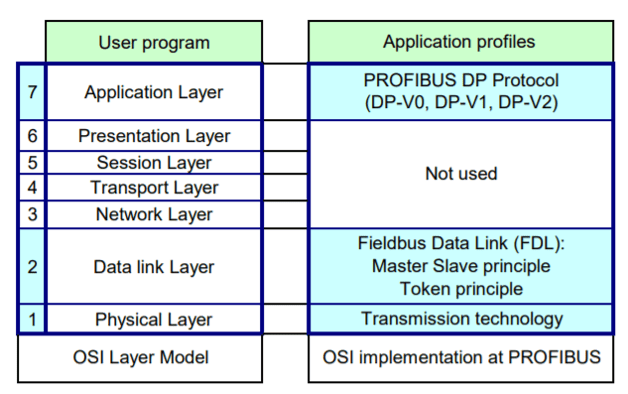 User program
Application profiles
7
Application Layer
PROFIBUS DP Protocol
(DP-V0, DP-V1, DP-V2)
6
Presentation Layer
5
Session Layer
4
Transport Layer
3
Network Layer
Not used
2
Data link Layer
Fieldbus Data Link (FDL):
Master Slave principle
Token principle
1
Physical Layer
Transmission technology
OSI Layer Model
OSI implementation at PROFIBUS